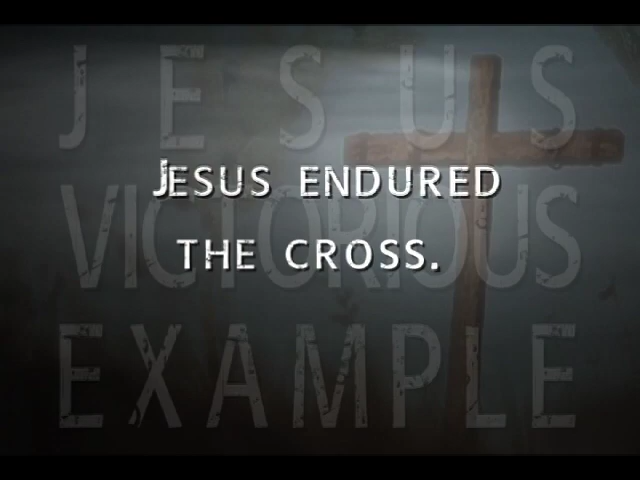 JESUS
JESUS ENDURED
VICTORIOUS
THE CROSS.
EXAMPLE